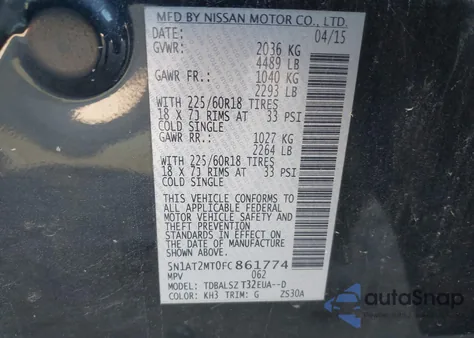 MFD BY NISSAN MOTOR CO., LTD.
DATE: 04/15
GVWR: 2036 KG
4489 LB
GAWR FR.: 1040 KG
2293 LB
WITH 225/60R18 TIRES
18 X 7J RIMS AT 33 PSI
COLD SINGLE
GAWR RR.: 1027 KG
2264 LB
WITH 225/60R18 TIRES
18 X 7J RIMS AT 33 PSI
COLD SINGLE
THIS VEHICLE CONFORMS TO
ALL APPLICABLE FEDERAL
MOTOR VEHICLE SAFETY AND
THEFT PREVENTION
STANDARDS IN EFFECT ON
THE DATE OF MANUFACTURE
SHOWN ABOVE.
5N1AT2MT0FC861774
MPV 062
MODEL: TDBALSZ T32EUA--D
COLOR: KH3 TRIM: G ZS30A
autoSnap